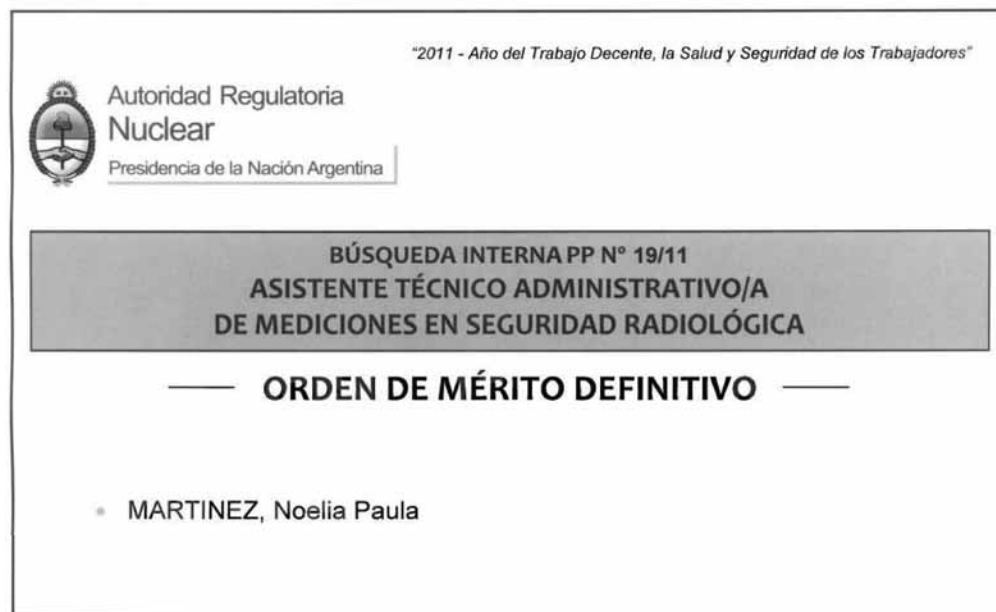 "2011 - Año del Trabajo Decente, la Salud y Seguridad de los Trabajadores"
Autoridad Regulatoria
Nuclear
Presidencia de la Nación Argentina
BÚSQUEDA INTERNA PP N° 19/11
ASISTENTE TÉCNICO ADMINISTRATIVO/A
DE MEDICIONES EN SEGURIDAD RADIOLÓGICA
ORDEN DE MÉRITO DEFINITIVO
MARTINEZ, Noelia Paula